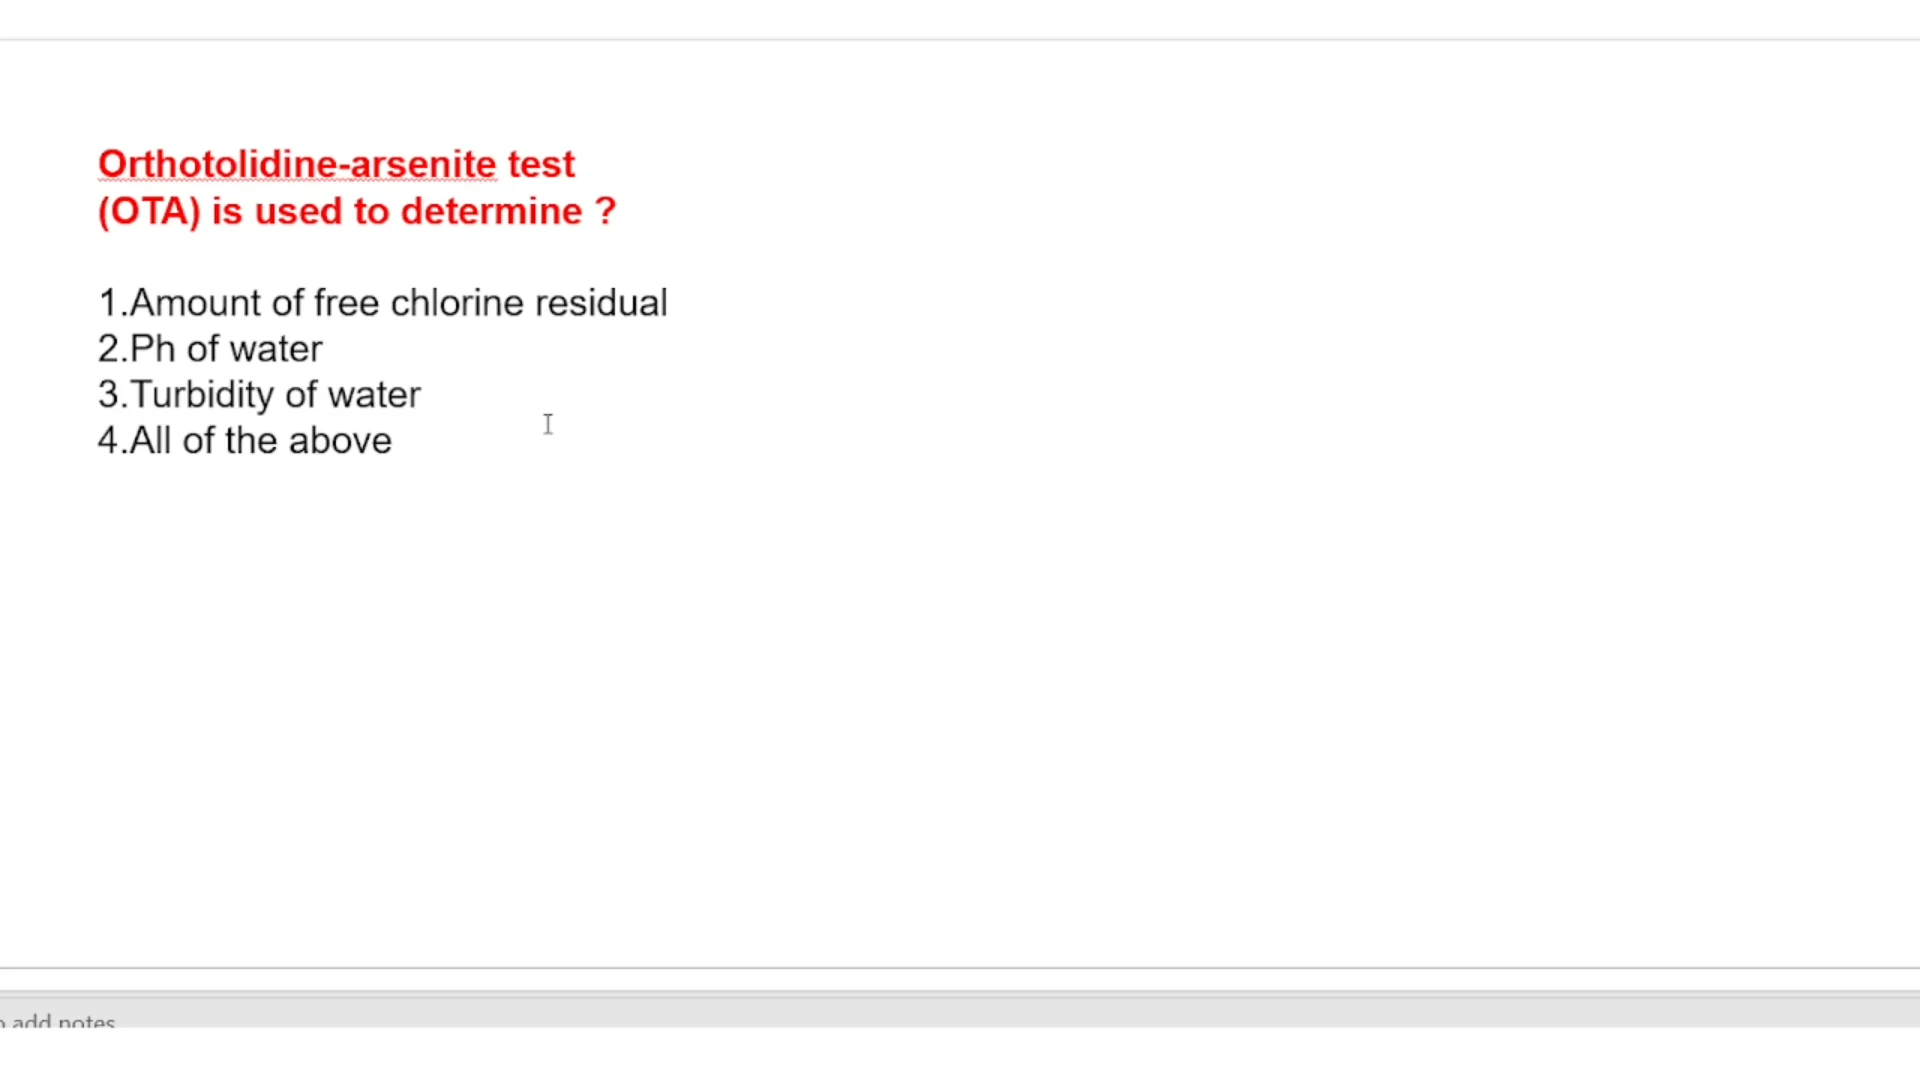 Orthotolidine-arsenite test
(OTA) is used to determine ?
1.Amount of free chlorine residual
2.Ph of water
3.Turbidity of water
4.All of the above
add notes